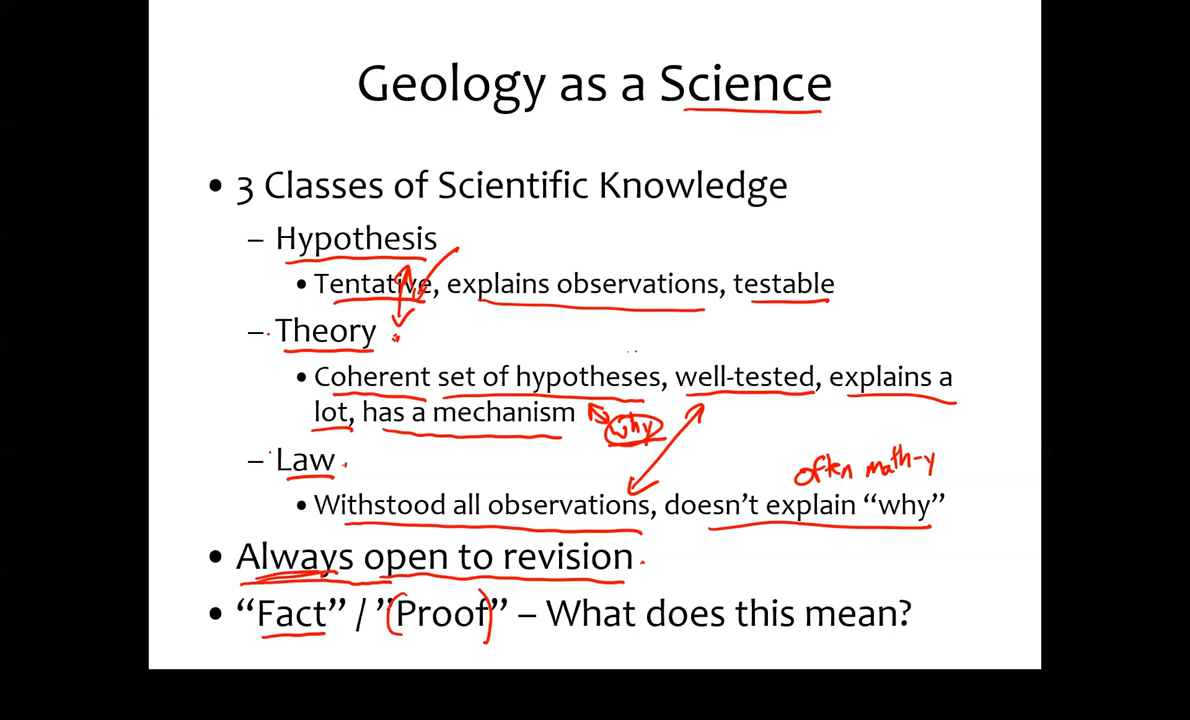 Geology as a Science
• 3 Classes of Scientific Knowledge
– Hypothesis
• Tentative, explains observations, testable
– Theory
• Coherent set of hypotheses, well-tested, explains a
lot, has a mechanism why
– Law
often math-y
• Withstood all observations, doesn't explain “why”
• Always open to revision
• “Fact” / ”(Proof)” – What does this mean?